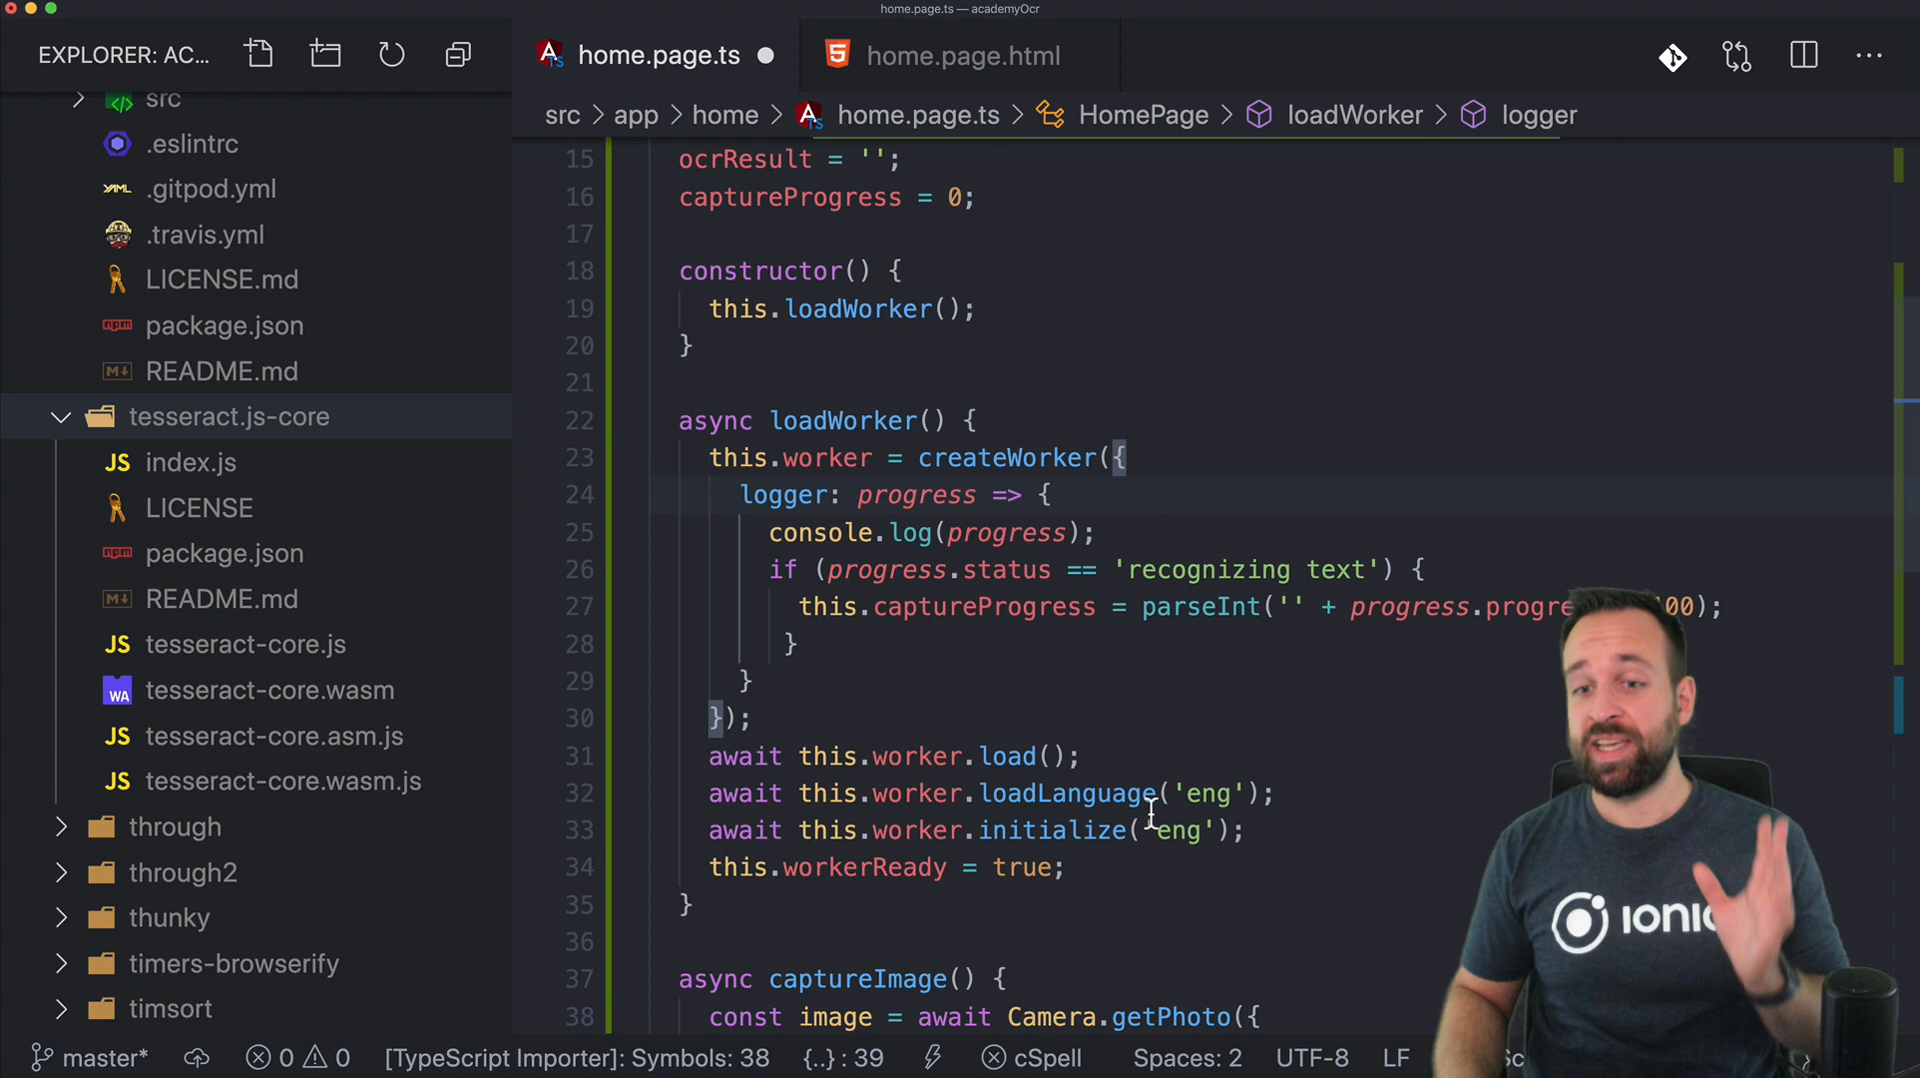 home.page.ts — academyOcr
EXPLORER: AC...
home.page.ts
home.page.html
src > app > home > home.page.ts > HomePage > loadWorker > logger
src
.eslintrc
.gitpod.yml
.travis.yml
LICENSE.md
package.json
README.md
tesseract.js-core
JS index.js
LICENSE
package.json
README.md
JS tesseract-core.js
WA tesseract-core.wasm
JS tesseract-core.asm.js
JS tesseract-core.wasm.js
through
through2
thunky
timers-browserify
timsort
15 ocrResult = '';
16 captureProgress = 0;
17
18 constructor() {
19 this.loadWorker();
20 }
21
22 async loadWorker() {
23 this.worker = createWorker({
24 logger: progress => {
25 console.log(progress);
26 if (progress.status == 'recognizing text') {
27 this.captureProgress = parseInt('' + progress.progre 00);
28 }
29 }
30 });
31 await this.worker.load();
32 await this.worker.loadLanguage('eng');
33 await this.worker.initialize('eng');
34 this.workerReady = true;
35 }
36
37 async captureImage() {
38 const image = await Camera.getPhoto({
IONIC
master* 0 0 [TypeScript Importer]: Symbols: 38 {..} : 39 cSpell Spaces: 2 UTF-8 LF